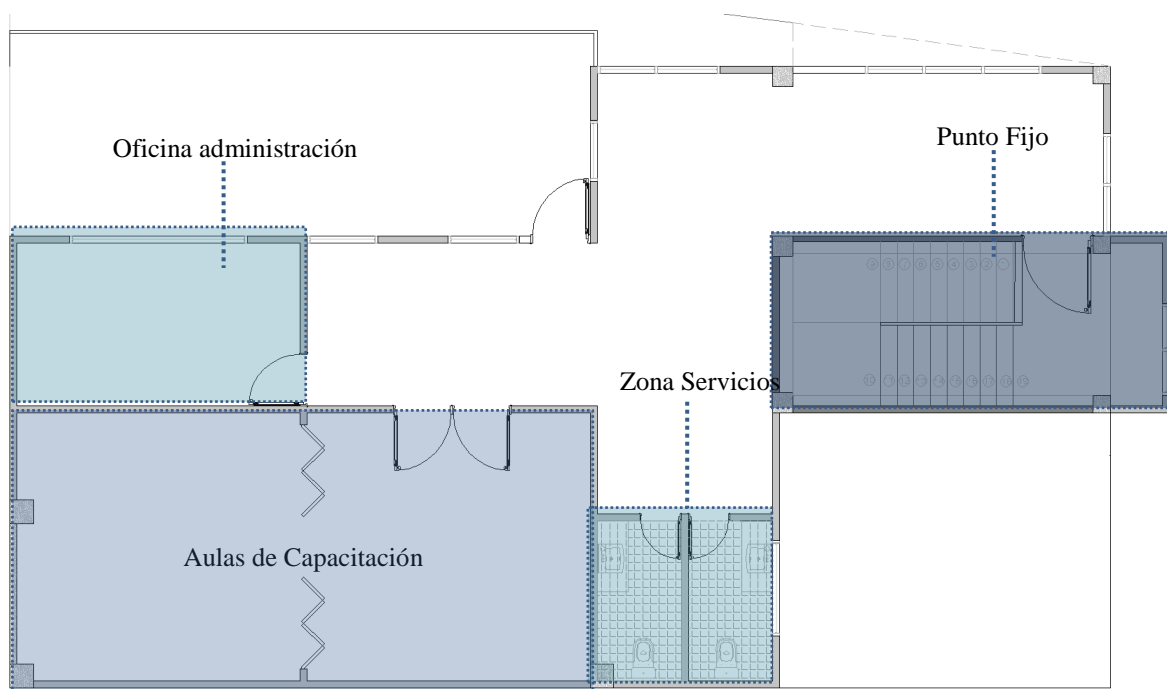 Oficina administración
Punto Fijo
Zona Servicios
Aulas de Capacitación